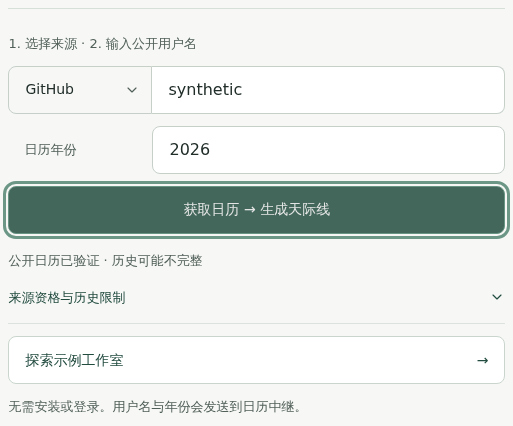 1. 选择来源 · 2. 输入公开用户名
GitHub
synthetic
日历年份
2026
获取日历 → 生成天际线
公开日历已验证 · 历史可能不完整
来源资格与历史限制
探索示例工作室 →
无需安装或登录。用户名与年份会发送到日历中继。